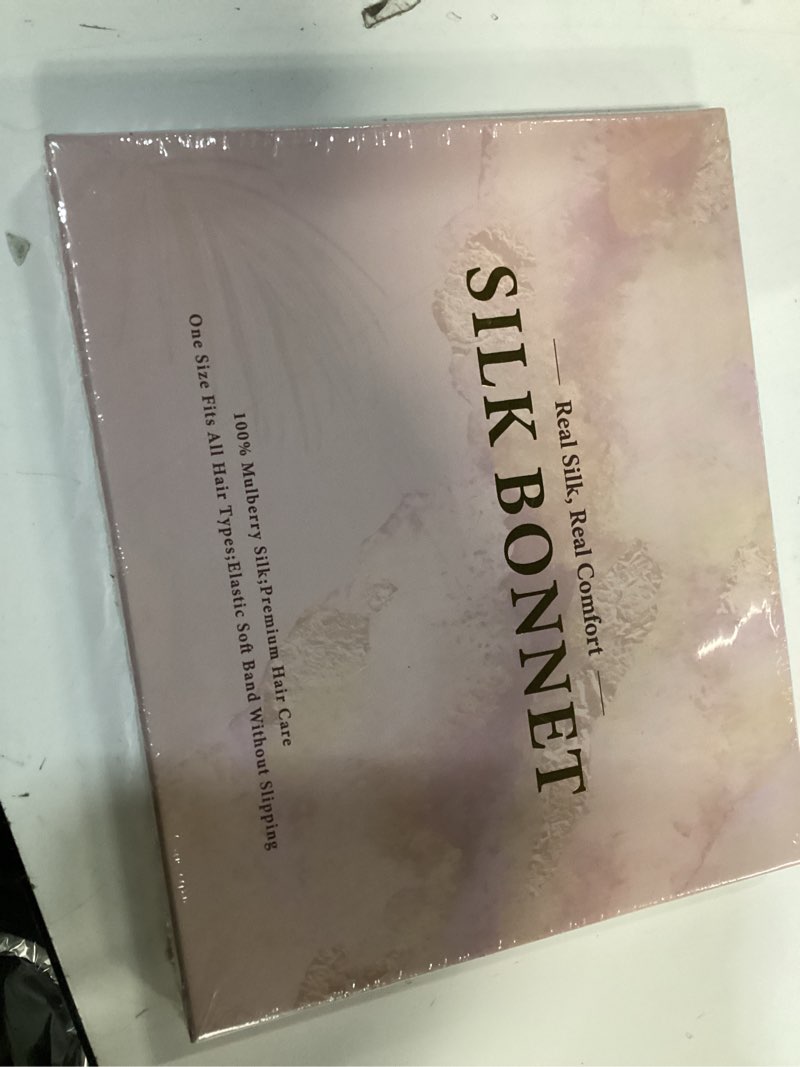 Real Silk, Real Comfort
SILK BONNET
100% Mulberry Silk;Premium Hair Care
One Size Fits All Hair Types;Elastic Soft Band Without Slipping